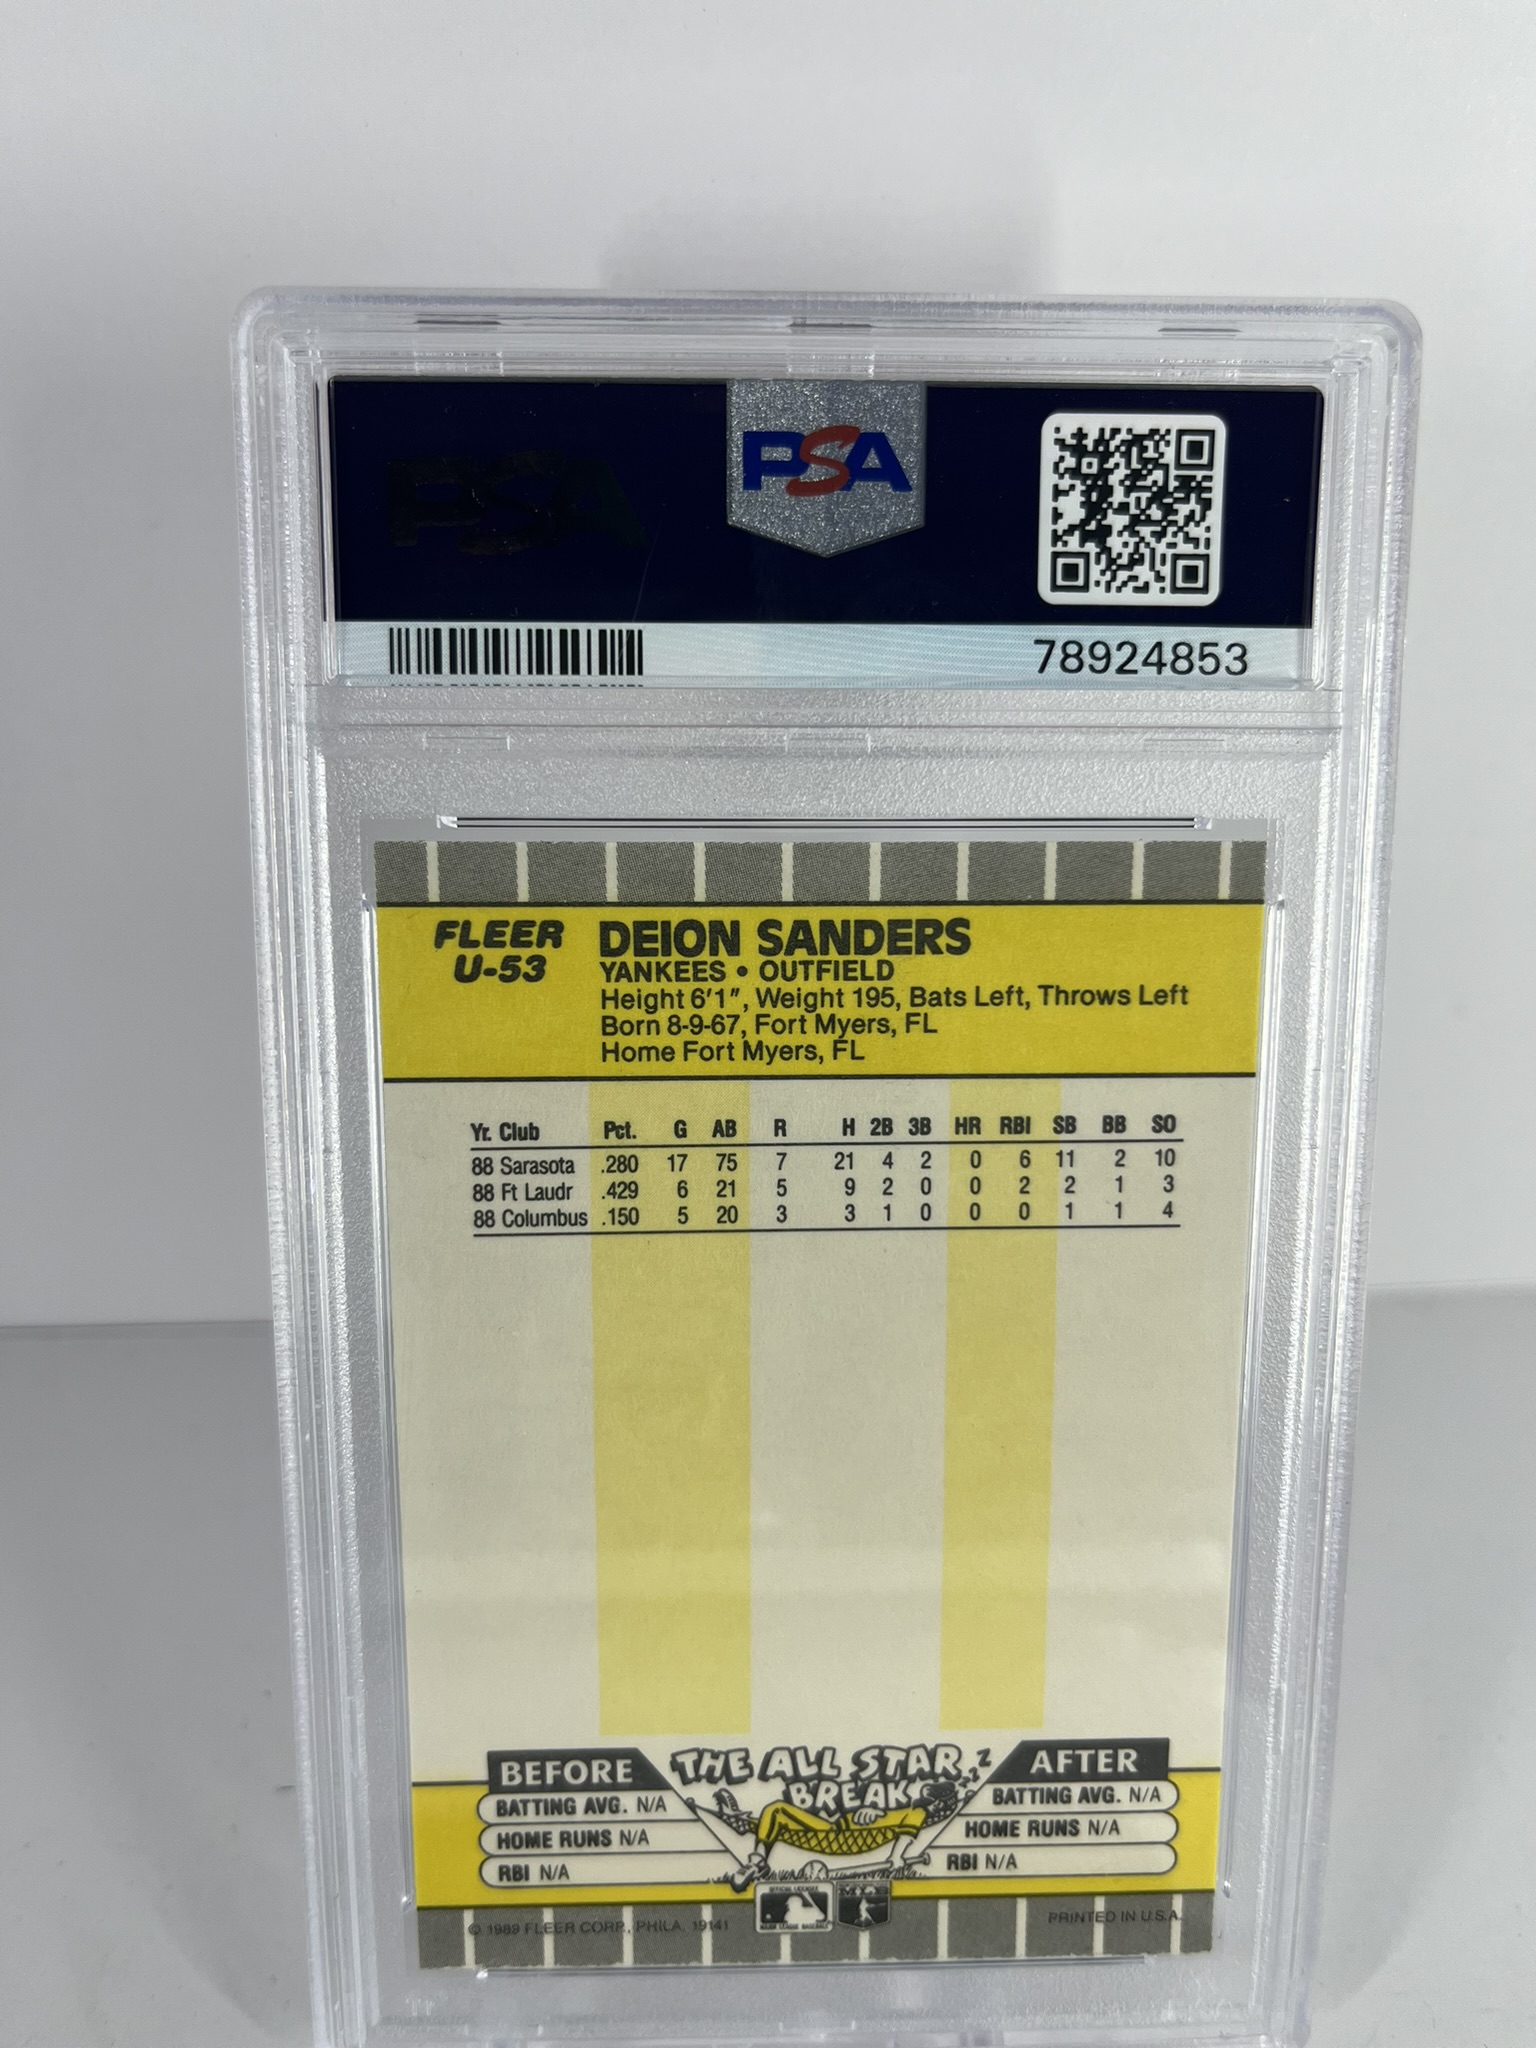 PSA
PSA
78924853
FLEER
U-53
DEION SANDERS
YANKEES • OUTFIELD
Height 6'1", Weight 195, Bats Left, Throws Left
Born 8-9-67, Fort Myers, FL
Home Fort Myers, FL
Yr. Club Pct. G AB R H 2B 3B HR RBI SB BB SO
88 Sarasota .280 17 75 7 21 4 2 0 6 11 2 10
88 Ft Laudr .429 6 21 5 9 2 0 0 2 2 1 3
88 Columbus .150 5 20 3 3 1 0 0 0 1 1 4
BEFORE
BATTING AVG. N/A
HOME RUNS N/A
RBI N/A
THE ALL STAR
BREAK
zzZ
AFTER
BATTING AVG. N/A
HOME RUNS N/A
RBI N/A
© 1989 FLEER CORP., PHILA. 19141
MLB
PRINTED IN U.S.A.